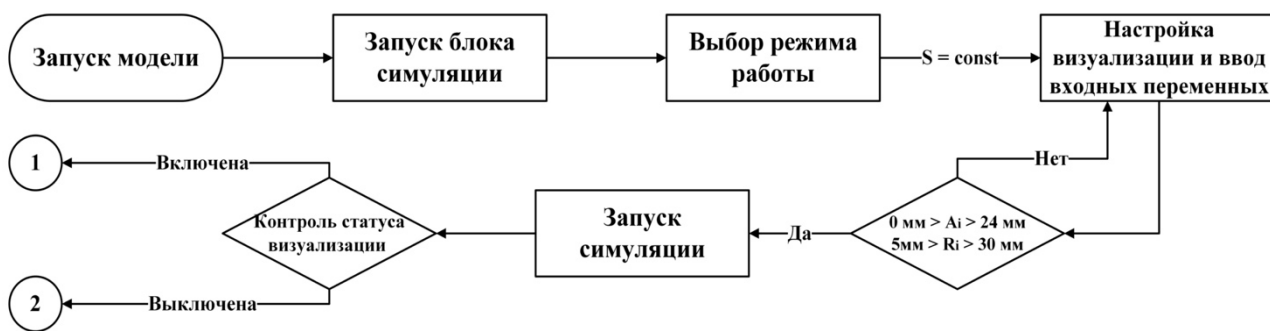 Запуск модели
Запуск блока
симуляции
Выбор режима
работы
S = const
Настройка
визуализации и ввод
входных переменных
1
Включена
Нет
Контроль статуса
визуализации
Запуск
симуляции
Да
0 мм > Ai > 24 мм
5мм > Ri > 30 мм
2
Выключена